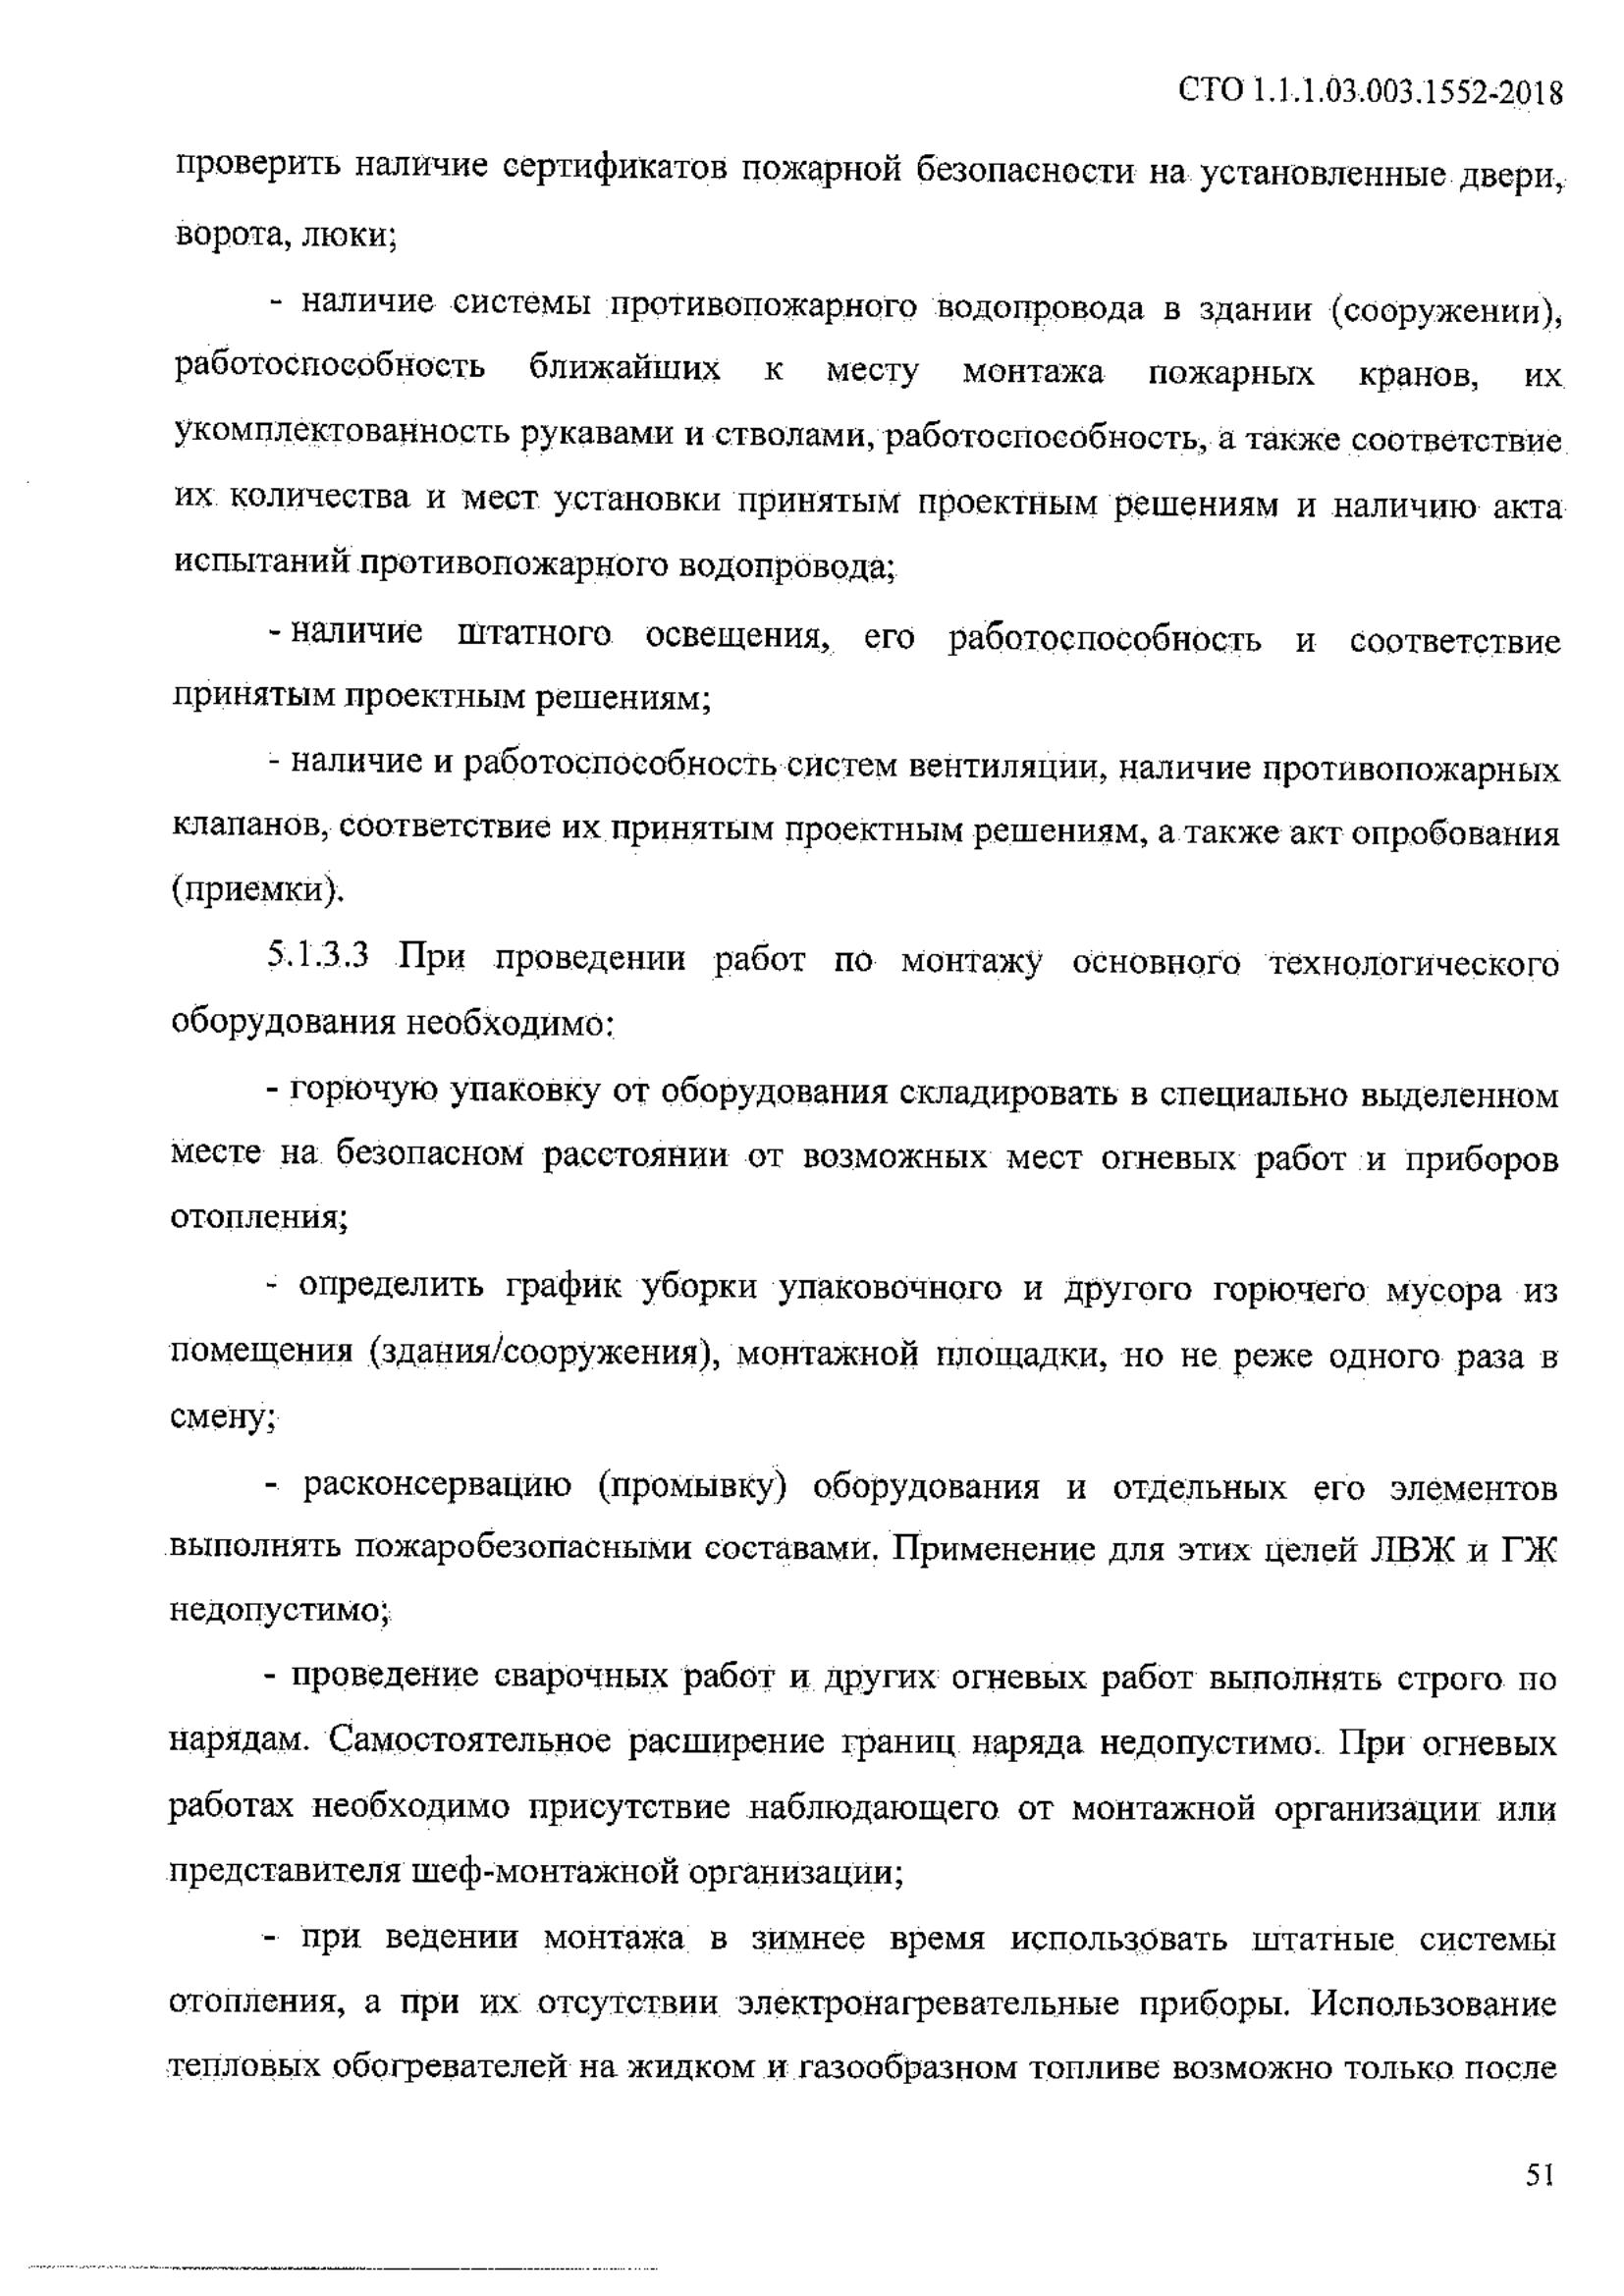 СТО 1.1.1.03.003.1552-2018
проверить наличие сертификатов пожарной безопасности на установленные двери,
ворота, люки;
- наличие системы противопожарного водопровода в здании (сооружении),
работоспособность ближайших к месту монтажа пожарных кранов, их
укомплектованность рукавами и стволами, работоспособность, а также соответствие
их количества и мест установки принятым проектным решениям и наличию акта
испытаний противопожарного водопровода;
- наличие штатного освещения, его работоспособность и соответствие
принятым проектным решениям;
- наличие и работоспособность систем вентиляции, наличие противопожарных
клапанов, соответствие их принятым проектным решениям, а также акт опробования
(приемки).
5.1.3.3 При проведении работ по монтажу основного технологического
оборудования необходимо:
- горючую упаковку от оборудования складировать в специально выделенном
месте на безопасном расстоянии от возможных мест огневых работ и приборов
отопления;
- определить график уборки упаковочного и другого горючего мусора из
помещения (здания/сооружения), монтажной площадки, но не реже одного раза в
смену;
- расконсервацию (промывку) оборудования и отдельных его элементов
выполнять пожаробезопасными составами. Применение для этих целей ЛВЖ и ГЖ
недопустимо;
- проведение сварочных работ и других огневых работ выполнять строго по
нарядам. Самостоятельное расширение границ наряда недопустимо. При огневых
работах необходимо присутствие наблюдающего от монтажной организации или
представителя шеф-монтажной организации;
- при ведении монтажа в зимнее время использовать штатные системы
отопления, а при их отсутствии электронагревательные приборы. Использование
тепловых обогревателей на жидком и газообразном топливе возможно только после
51